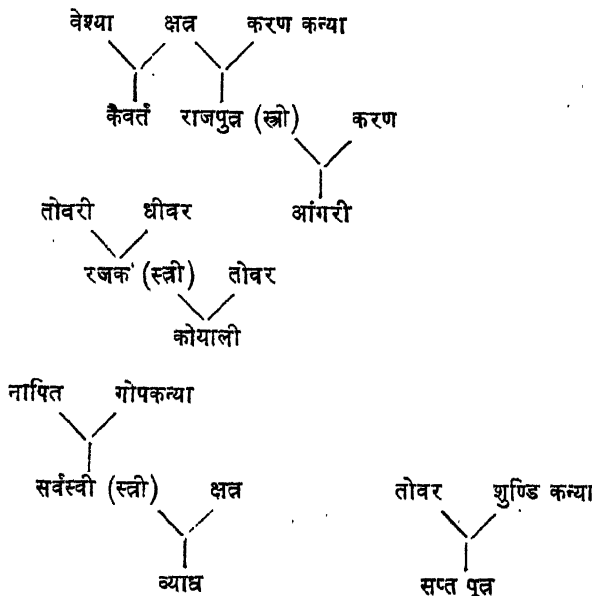 वेश्या क्षत्र करण कन्या
कैवर्त राजपुत्र (स्त्री) करण
आंगरी
तोवरी धीवर
रजक (स्त्री) तोवर
कोयाली
नापित गोपकन्या
सर्वस्वी (स्त्री) क्षत्र तोवर शुण्डि कन्या
व्याध सप्त पुत्र